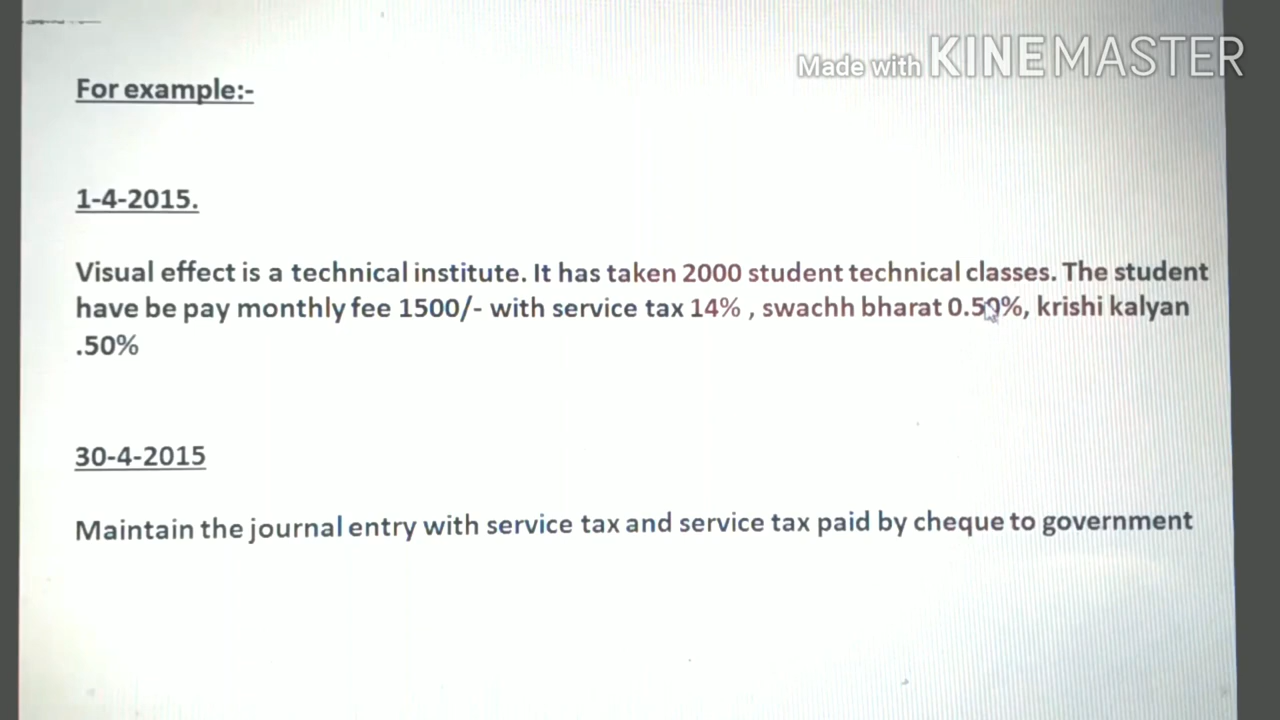 Made with KINEMASTER
For example:-
1-4-2015.
Visual effect is a technical institute. It has taken 2000 student technical classes. The student
have be pay monthly fee 1500/- with service tax 14% , swachh bharat 0.50%, krishi kalyan
.50%
30-4-2015
Maintain the journal entry with service tax and service tax paid by cheque to government